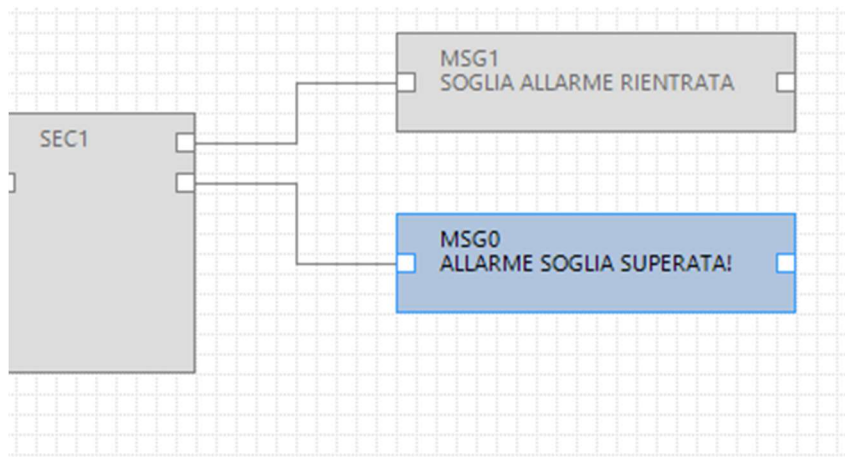 MSG1
SOGLIA ALLARME RIENTRATA
SEC1
MSG0
ALLARME SOGLIA SUPERATA!